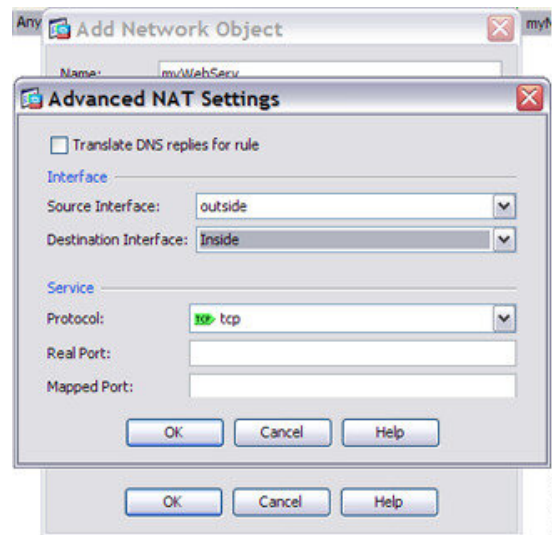 Any
Add Network Object
Name:
myWebServ
Advanced NAT Settings
Translate DNS replies for rule
Interface
Source Interface: outside
Destination Interface: Inside
Service
Protocol: TCP tcp
Real Port:
Mapped Port:
OK Cancel Help
OK Cancel Help